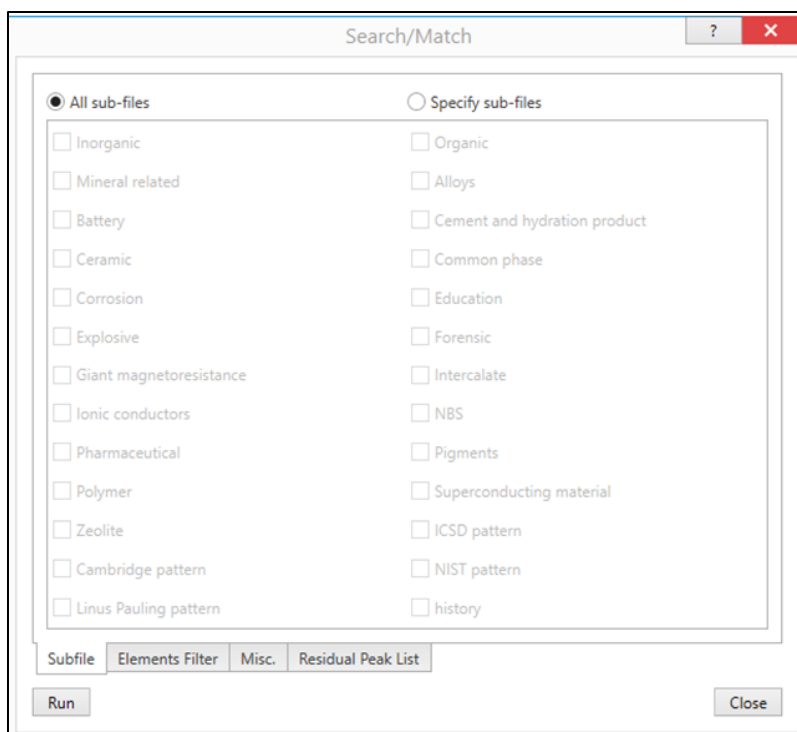 Search/Match
?
All sub-files Specify sub-files
Inorganic Organic
Mineral related Alloys
Battery Cement and hydration product
Ceramic Common phase
Corrosion Education
Explosive Forensic
Giant magnetoresistance Intercalate
Ionic conductors NBS
Pharmaceutical Pigments
Polymer Superconducting material
Zeolite ICSD pattern
Cambridge pattern NIST pattern
Linus Pauling pattern history
Subfile Elements Filter Misc. Residual Peak List
Run Close